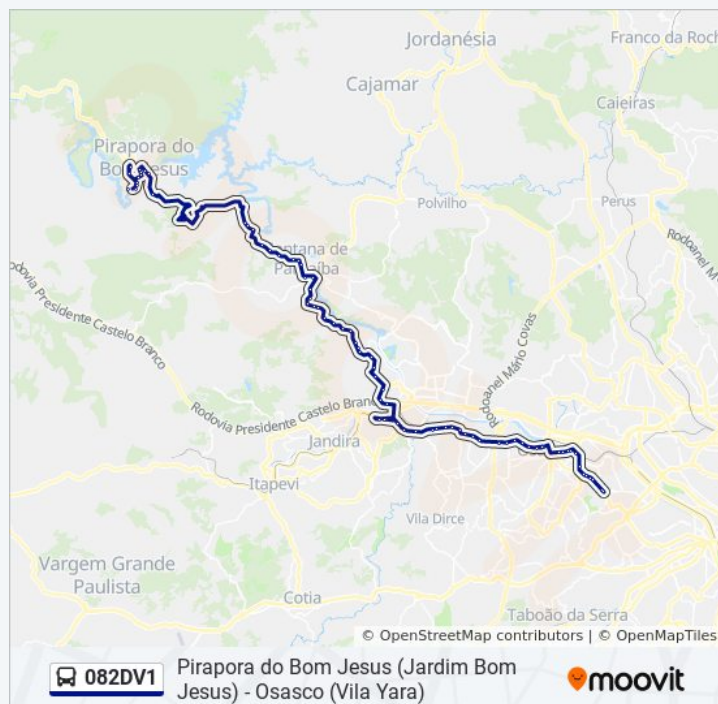 Jordanésia
Franco da Roch
Cajamar
Caieiras
Pirapora do
Bom Jesus
Polvilho
Perus
Santana de
Parnaíba
Rodoanel M
Rodovia Presidente Castelo Branco
Rodoanel Mário Covas
Rodovia Presidente Castelo Branc
Jandira
Itapevi
Vila Dirce
Vargem Grande
Paulista
Cotia
Taboão da Serra
© OpenStreetMap contributors | © OpenMapTiles
082DV1
Pirapora do Bom Jesus (Jardim Bom
Jesus) - Osasco (Vila Yara)
moovit